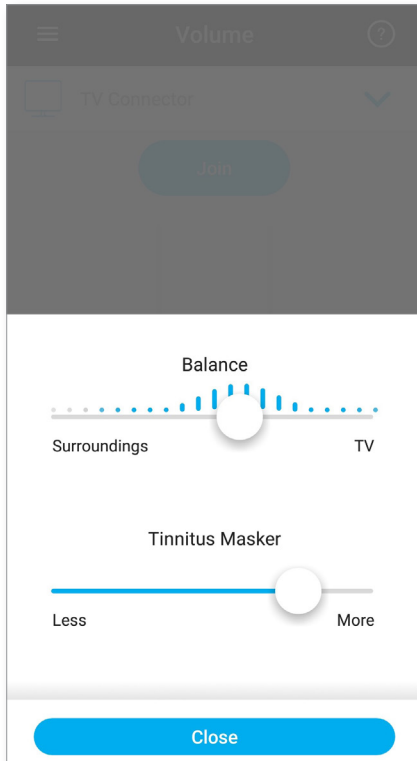 Volume
?
TV Connector
Join
Balance
Surroundings TV
Tinnitus Masker
Less More
Close